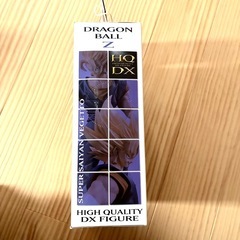 DRAGON
BALL
Z
HQ
DX
SUPER SAIYAN VEGETTO
HIGH QUALITY
DX FIGURE